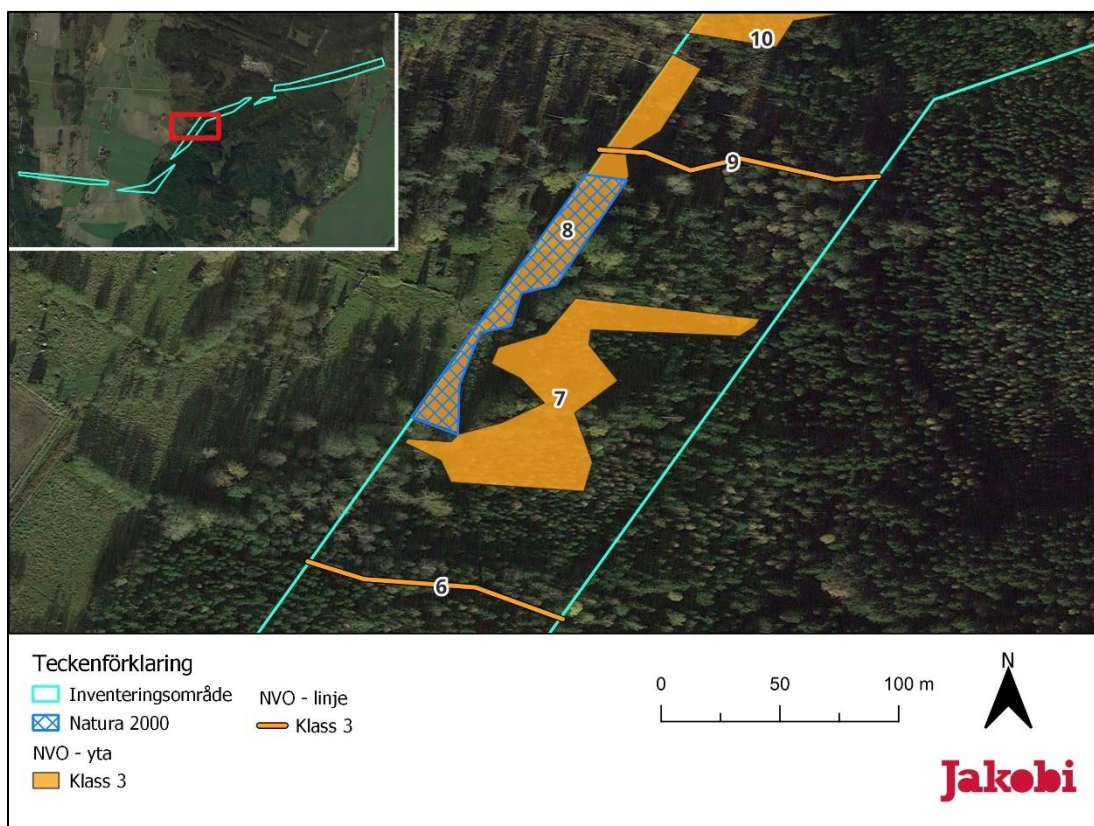 10
9
8
7
6
Teckenförklaring
Inventeringsområde
Natura 2000
NVO - yta
Klass 3
NVO - linje
Klass 3
0 50 100 m
N
Jakobi